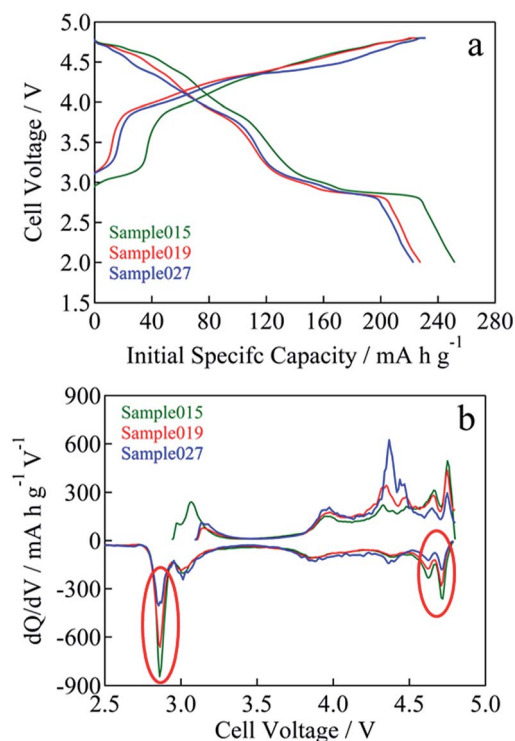 5.0
a
4.5
4.0
3.5
3.0
2.5
2.0
1.5
Cell Voltage / V
Sample015
Sample019
Sample027
0 40 80 120 160 200 240 280
Initial Specifc Capacity / mA h g⁻¹
900
b
600
300
0
-300
-600
-900
dQ/dV / mA h g⁻¹ V⁻¹
Sample015
Sample019
Sample027
2.5 3.0 3.5 4.0 4.5 5.0
Cell Voltage / V